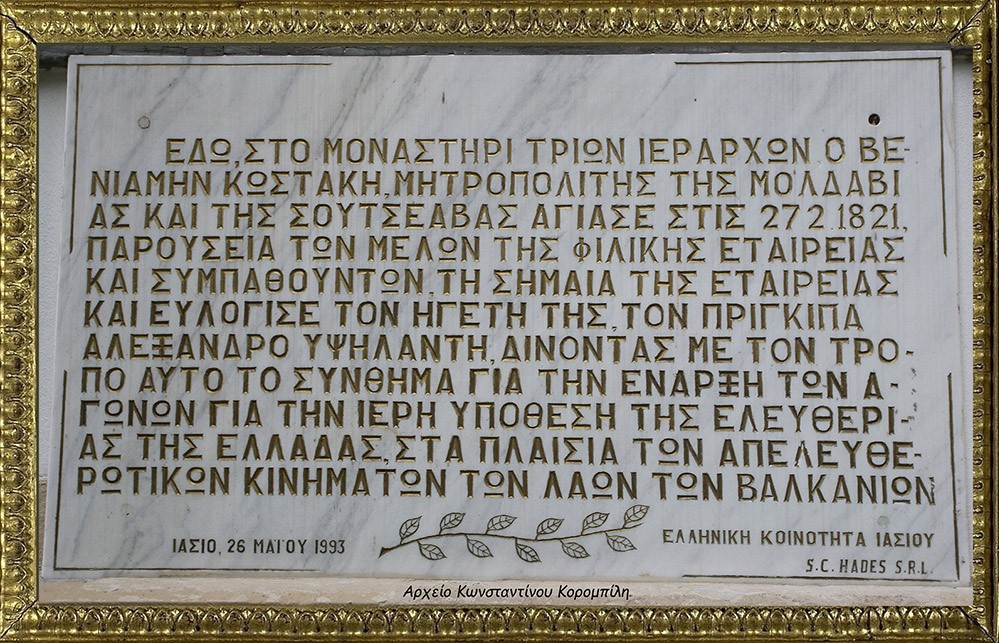 ΕΔΩ, ΣΤΟ ΜΟΝΑΣΤΗΡΙ ΤΡΙΩΝ ΙΕΡΑΡΧΩΝ Ο ΒΕ-
ΝΙΑΜΗΝ ΚΩΣΤΑΚΗ, ΜΗΤΡΟΠΟΛΙΤΗΣ ΤΗΣ ΜΟΛΔΑΒΙ
ΑΣ ΚΑΙ ΤΗΣ ΣΟΥΤΣΕΑΒΑΣ ΑΓΙΑΣΕ ΣΤΙΣ 27.2.1821,
ΠΑΡΟΥΣΕΙΑ ΤΩΝ ΜΕΛΩΝ ΤΗΣ ΦΙΛΙΚΗΣ ΕΤΑΙΡΕΙΑΣ
ΚΑΙ ΣΥΜΠΑΘΟΥΝΤΩΝ, ΤΗ ΣΗΜΑΙΑ ΤΗΣ ΕΤΑΙΡΕΙΑΣ
ΚΑΙ ΕΥΛΟΓΙΣΕ ΤΟΝ ΗΓΕΤΗ ΤΗΣ, ΤΟΝ ΠΡΙΓΚΙΠΑ
ΑΛΕΞΑΝΔΡΟ ΥΨΗΛΑΝΤΗ, ΔΙΝΟΝΤΑΣ ΜΕ ΤΟΝ ΤΡΟ-
ΠΟ ΑΥΤΟ ΤΟ ΣΥΝΘΗΜΑ ΓΙΑ ΤΗΝ ΕΝΑΡΞΗ ΤΩΝ Α-
ΓΩΝΩΝ ΓΙΑ ΤΗΝ ΙΕΡΗ ΥΠΟΘΕΣΗ ΤΗΣ ΕΛΕΥΘΕΡΙ-
ΑΣ ΤΗΣ ΕΛΛΑΔΑΣ, ΣΤΑ ΠΛΑΙΣΙΑ ΤΩΝ ΑΠΕΛΕΥΘΕ-
ΡΩΤΙΚΩΝ ΚΙΝΗΜΑΤΩΝ ΤΩΝ ΛΑΩΝ ΤΩΝ ΒΑΛΚΑΝΙΩΝ
ΙΑΣΙΟ, 26 ΜΑΪΟΥ 1993
ΕΛΛΗΝΙΚΗ ΚΟΙΝΟΤΗΤΑ ΙΑΣΙΟΥ
S.C. HADES S.R.L.
Αρχείο Κωνσταντίνου Κορομπίλη.